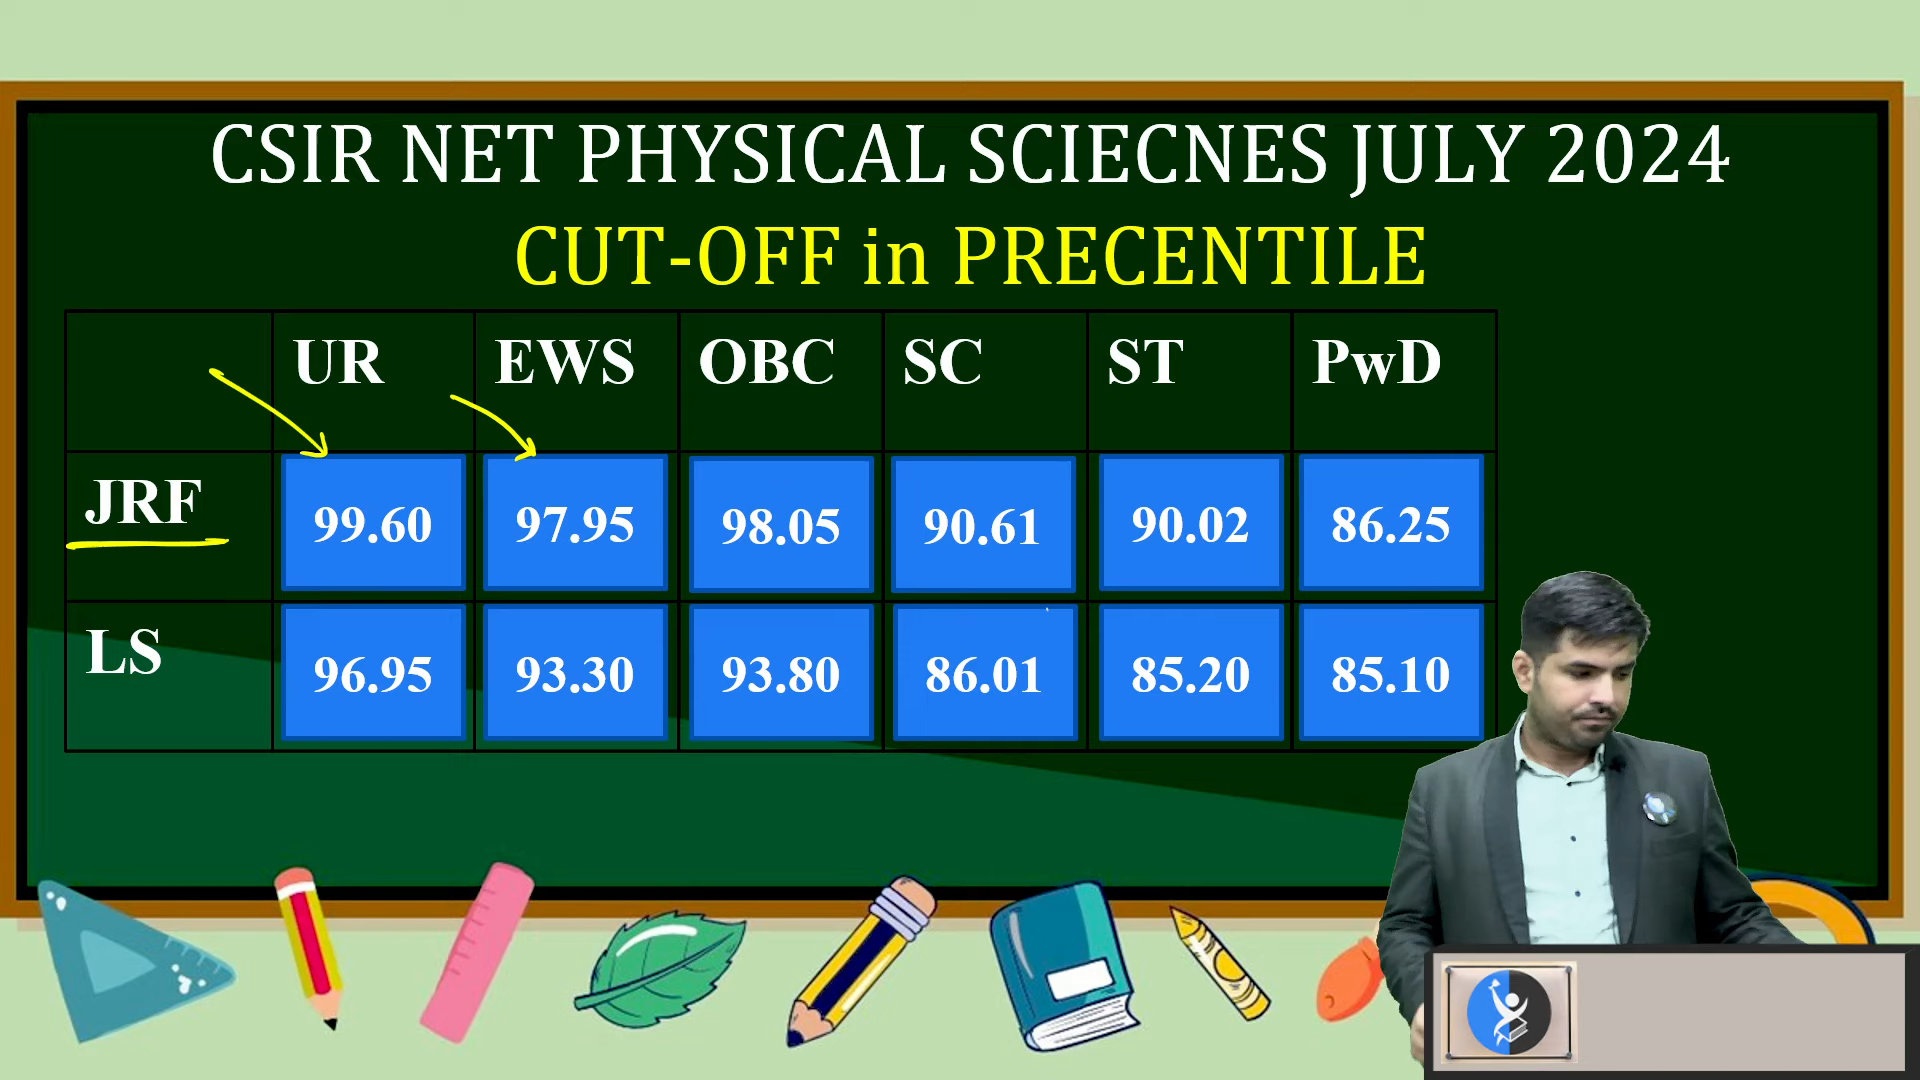 CSIR NET PHYSICAL SCIECNES JULY 2024
CUT-OFF in PRECENTILE
UR EWS OBC SC ST PwD
JRF 99.60 97.95 98.05 90.61 90.02 86.25
LS 96.95 93.30 93.80 86.01 85.20 85.10